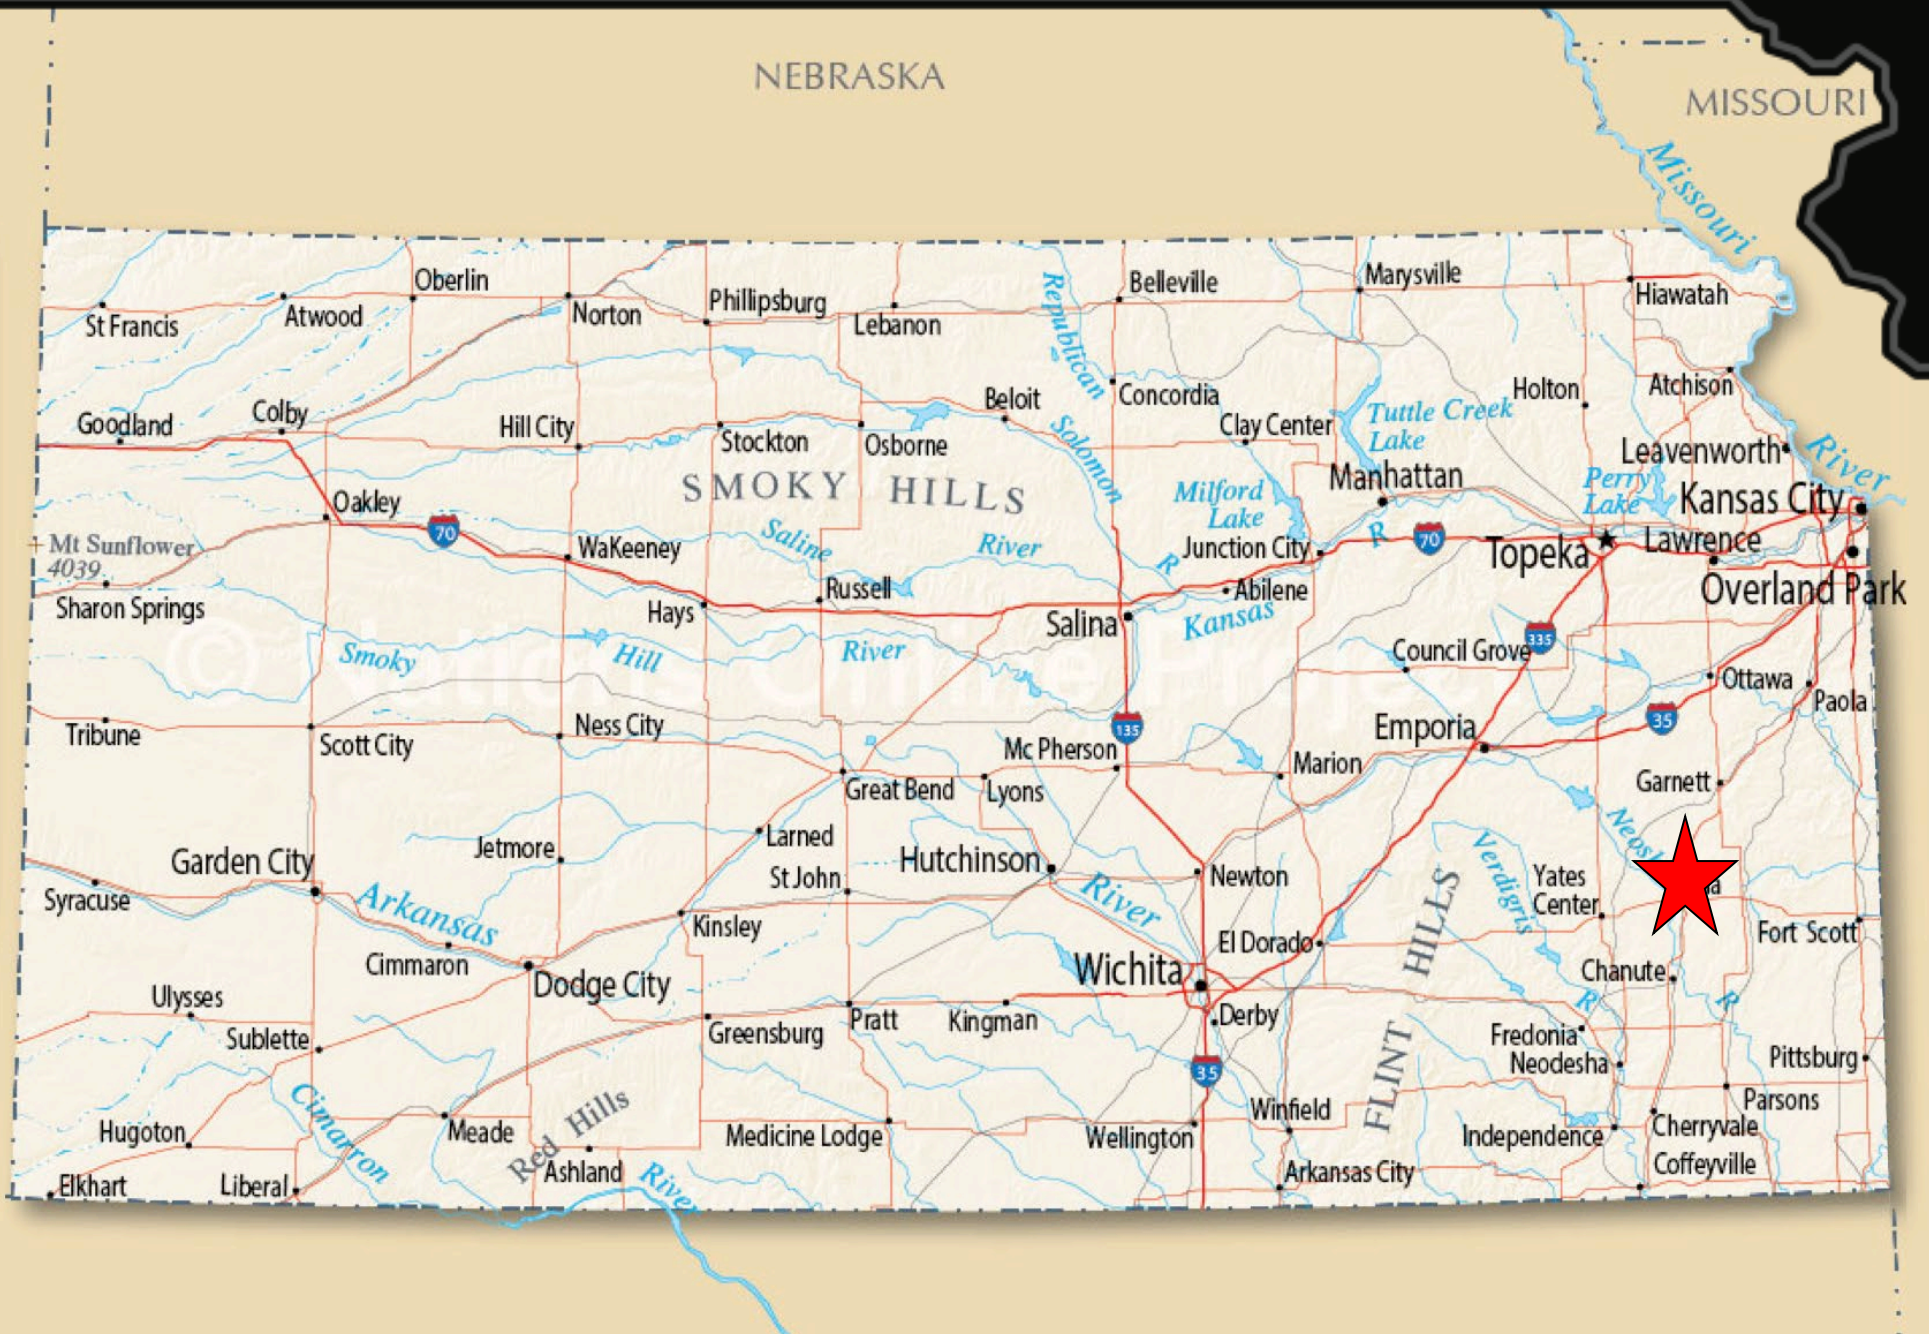 NEBRASKA
MISSOURI
Missouri
Oberlin
Belleville
Marysville
Hiawatah
St Francis
Atwood
Norton
Phillipsburg
Lebanon
Republican
Goodland
Colby
Hill City
Stockton
Osborne
Beloit
Concordia
Clay Center
Tuttle Creek
Lake
Holton
Atchison
Leavenworth
River
SMOKY HILLS
Solomon
Milford
Lake
Manhattan
Perry
Lake
Kansas City
Oakley
70
Mt Sunflower
4039
WaKeeney
Saline
River
R
Junction City
R
70
Topeka
Lawrence
Overland Park
Sharon Springs
Hays
Russell
Salina
Abilene
Kansas
335
Council Grove
© Nations Online Project
Smoky
Hill
River
Ottawa
Paola
Tribune
Scott City
Ness City
Mc Pherson
135
Marion
Emporia
35
Garnett
Great Bend
Lyons
Larned
Jetmore
Garden City
St John
Hutchinson
River
Newton
Verdigris
Yates
Center
Syracuse
Arkansas
Kinsley
Cimmaron
Dodge City
Wichita
El Dorado
FLINT HILLS
Fort Scott
Chanute
R
R
Ulysses
Sublette
Greensburg
Pratt
Kingman
Derby
Fredonia
Neodesha
Pittsburg
35
Cimarron
Red Hills
Hugoton
Meade
Medicine Lodge
Wellington
Winfield
Independence
Cherryvale
Parsons
Coffeyville
Elkhart
Liberal
Ashland
River
Arkansas City